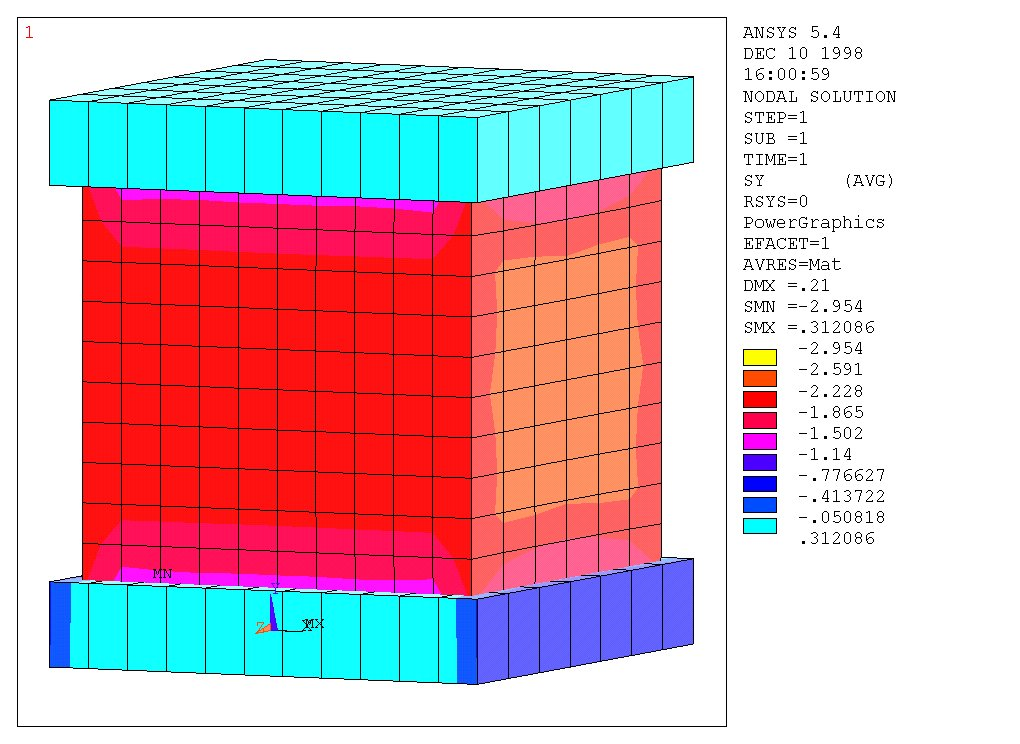 1
ANSYS 5.4
DEC 10 1998
16:00:59
NODAL SOLUTION
STEP=1
SUB =1
TIME=1
SY (AVG)
RSYS=0
PowerGraphics
EFACET=1
AVRES=Mat
DMX =.21
SMN =-2.954
SMX =.312086
-2.954
-2.591
-2.228
-1.865
-1.502
-1.14
-.776627
-.413722
-.050818
.312086
MN
Y
Z
MX